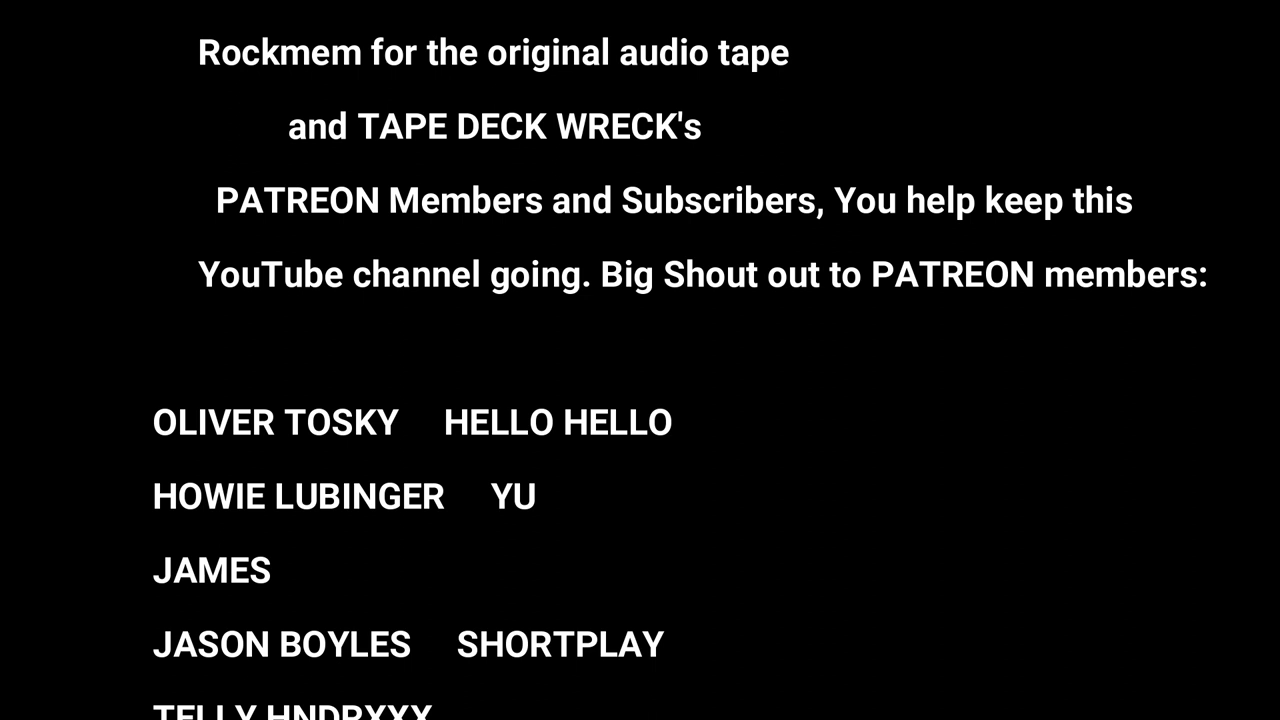 Rockmem for the original audio tape
and TAPE DECK WRECK's
PATREON Members and Subscribers, You help keep this
YouTube channel going. Big Shout out to PATREON members:
OLIVER TOSKY HELLO HELLO
HOWIE LUBINGER YU
JAMES
JASON BOYLES SHORTPLAY
TELLY HNDRXXX